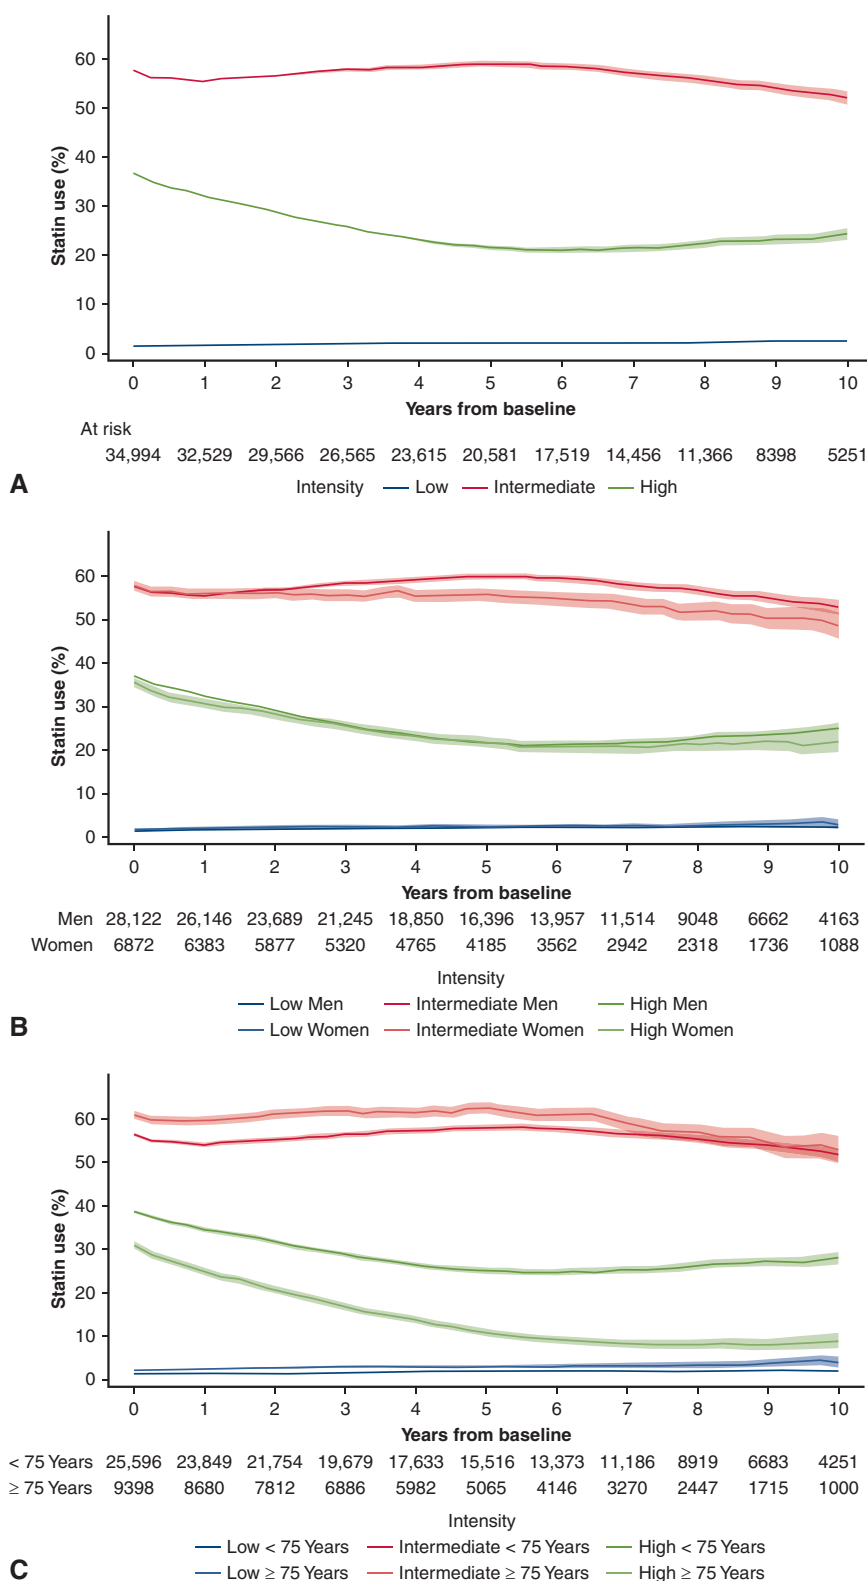 60
50
40
30
20
10
0
Statin use (%)
0 1 2 3 4 5 6 7 8 9 10
Years from baseline
At risk
34,994 32,529 29,566 26,565 23,615 20,581 17,519 14,456 11,366 8398 5251
A
Intensity Low Intermediate High
60
50
40
30
20
10
0
Statin use (%)
0 1 2 3 4 5 6 7 8 9 10
Years from baseline
Men 28,122 26,146 23,689 21,245 18,850 16,396 13,957 11,514 9048 6662 4163
Women 6872 6383 5877 5320 4765 4185 3562 2942 2318 1736 1088
Intensity
Low Men Intermediate Men High Men
Low Women Intermediate Women High Women
B
60
50
40
30
20
10
0
Statin use (%)
0 1 2 3 4 5 6 7 8 9 10
Years from baseline
< 75 Years 25,596 23,849 21,754 19,679 17,633 15,516 13,373 11,186 8919 6683 4251
≥ 75 Years 9398 8680 7812 6886 5982 5065 4146 3270 2447 1715 1000
Intensity
Low < 75 Years Intermediate < 75 Years High < 75 Years
Low ≥ 75 Years Intermediate ≥ 75 Years High ≥ 75 Years
C